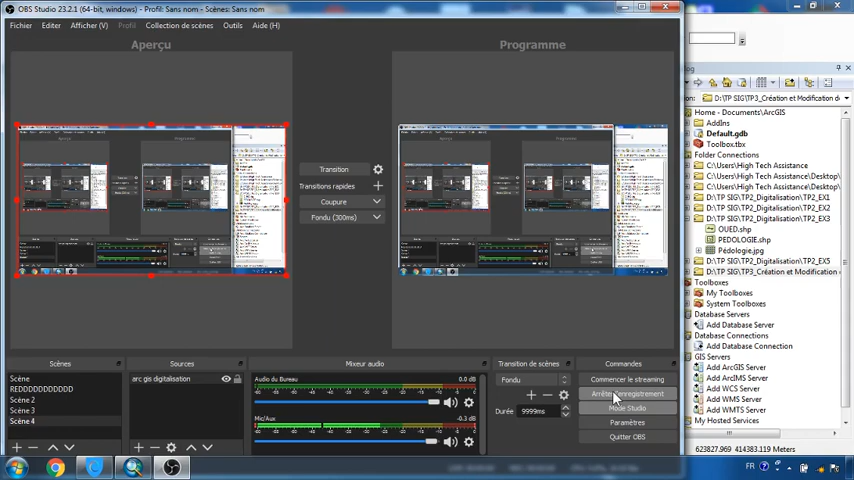 OBS Studio 23.2.1 (64-bit, windows) - Profil: Sans nom - Scènes: Sans nom
Fichier Editer Afficher (V) Profil Collection de scènes Outils Aide (H)
Aperçu
Programme
Transition
Transitions rapides
Coupure
Fondu (300ms)
Scènes
Scène
REDDDDDDDDDDD
Scène 2
Scène 3
Scène 4
Sources
arc gis digitalisation
Mixeur audio
Audio du Bureau 0.0 dB
Mic/Aux -0.3 dB
Transition de scènes
Fondu
Durée 9999ms
Commandes
Commencer le streaming
Arrêter l'enregistrement
Mode Studio
Paramètres
Quitter OBS
D:\TP SIG\TP3_Création et Modification de
Home - Documents\ArcGIS
AddIns
Default.gdb
Toolbox.tbx
Folder Connections
C:\Users\High Tech Assistance
C:\Users\High Tech Assistance\Desktop
C:\Users\High Tech Assistance\Desktop\
D:\TP SIG\TP2_Digitalisation\TP2_EX1
D:\TP SIG\TP2_Digitalisation\TP2_EX2
D:\TP SIG\TP2_Digitalisation\TP2_EX3
OUED.shp
PEDOLOGIE.shp
Pédologie.jpg
D:\TP SIG\TP2_Digitalisation\TP2_EX5
D:\TP SIG\TP3_Création et Modification
Toolboxes
My Toolboxes
System Toolboxes
Database Servers
Add Database Server
Database Connections
Add Database Connection
GIS Servers
Add ArcGIS Server
Add ArcIMS Server
Add WCS Server
Add WMS Server
Add WMTS Server
My Hosted Services
623827.969 414383.119 Meters
FR